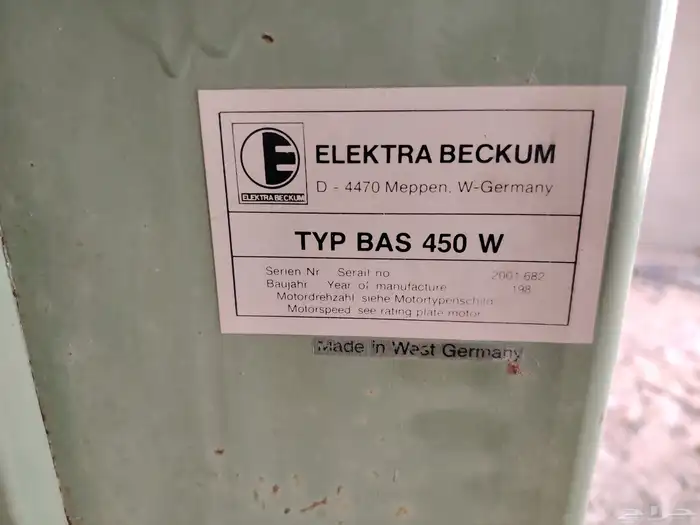 ELEKTRA BECKUM
ELEKTRA BECKUM
D - 4470 Meppen, W-Germany
TYP BAS 450 W
Serien Nr Serail no 2001 682
Baujahr Year of manufacture 198
Motordrehzahl siehe Motortypenschild
Motorspeed see rating plate motor
Made in West Germany
حراج